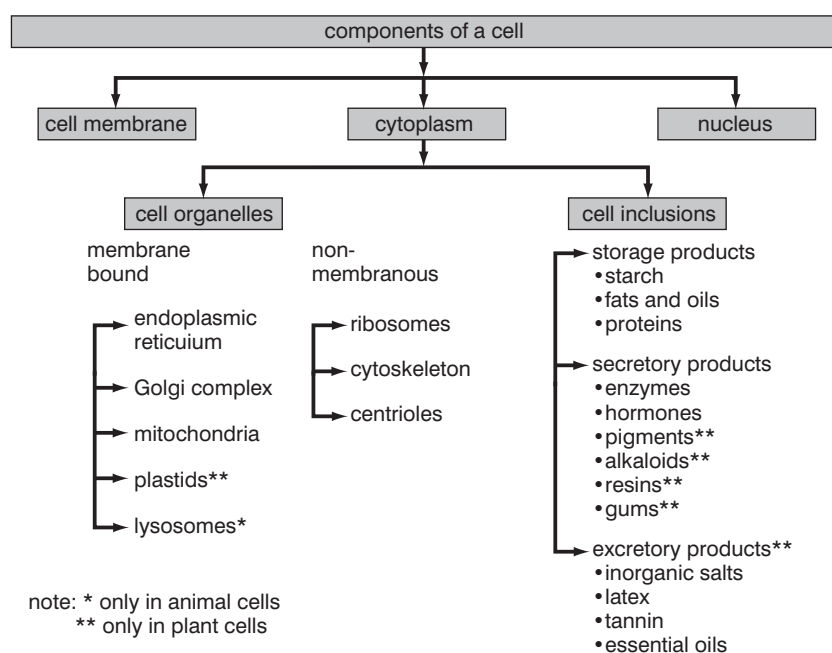 components of a cell
cell membrane
cytoplasm
nucleus
cell organelles
cell inclusions
membrane
bound
endoplasmic
reticuium
Golgi complex
mitochondria
plastids**
lysosomes*
non-
membranous
ribosomes
cytoskeleton
centrioles
storage products
•starch
•fats and oils
•proteins
secretory products
•enzymes
•hormones
•pigments**
•alkaloids**
•resins**
•gums**
excretory products**
•inorganic salts
•latex
•tannin
•essential oils
note: * only in animal cells
** only in plant cells